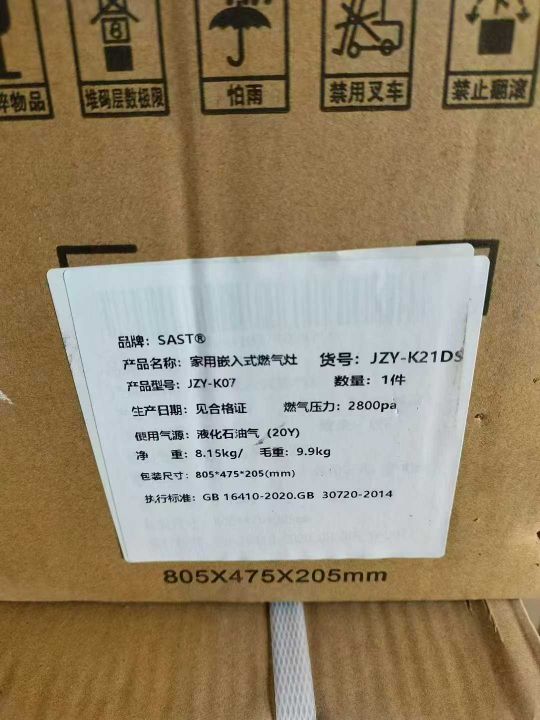 物品
8
堆码层数极限
怕雨
禁用叉车
禁止翻滚
品牌: SAST®
产品名称: 家用嵌入式燃气灶 货号: JZY-K21DS
产品型号: JZY-K07 数量: 1件
生产日期: 见合格证 燃气压力: 2800pa
使用气源: 液化石油气 (20Y)
净 重: 8.15kg/ 毛重: 9.9kg
包装尺寸: 805*475*205(mm)
执行标准: GB 16410-2020.GB 30720-2014
805X475X205mm